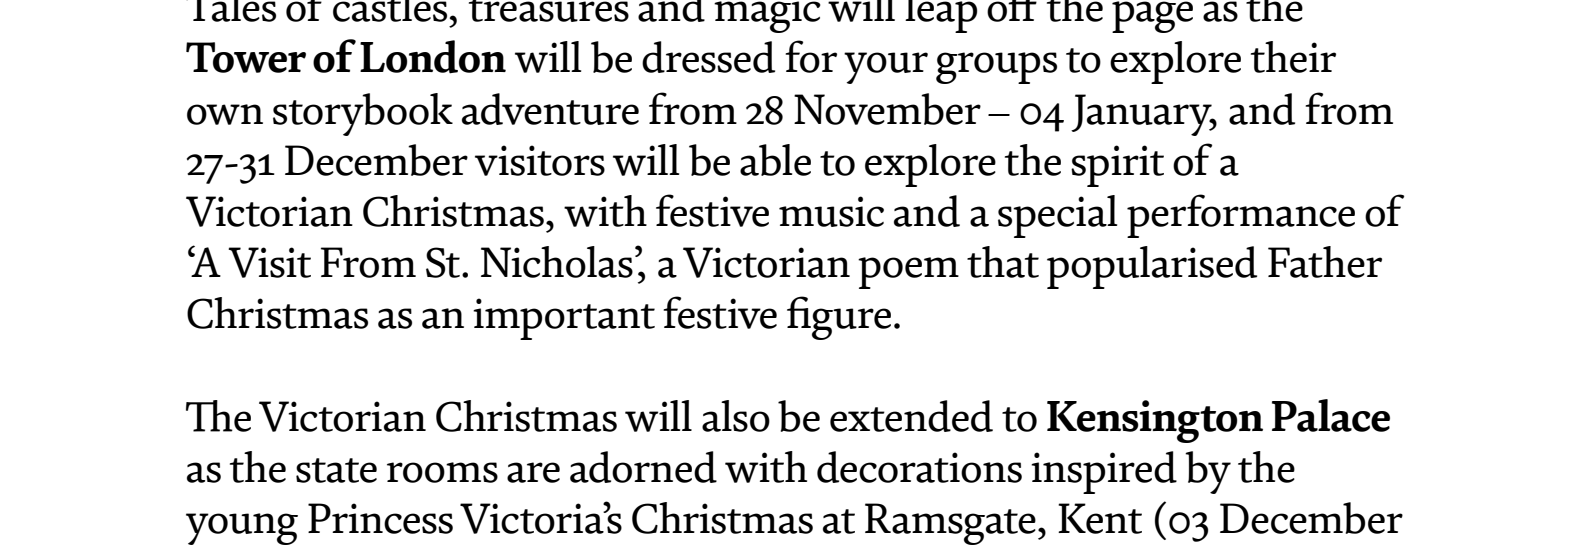 Tales of castles, treasures and magic will leap off the page as the
Tower of London will be dressed for your groups to explore their
own storybook adventure from 28 November – 04 January, and from
27-31 December visitors will be able to explore the spirit of a
Victorian Christmas, with festive music and a special performance of
‘A Visit From St. Nicholas’, a Victorian poem that popularised Father
Christmas as an important festive figure.
The Victorian Christmas will also be extended to Kensington Palace
as the state rooms are adorned with decorations inspired by the
young Princess Victoria’s Christmas at Ramsgate, Kent (03 December